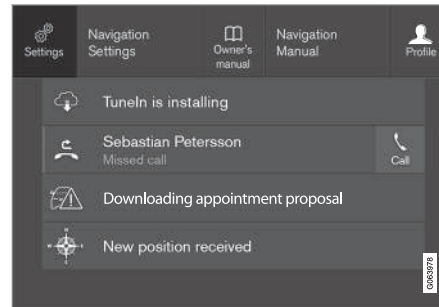 Settings
Navigation
Settings
Owner's
manual
Navigation
Manual
Profile
TuneIn is installing
Sebastian Petersson
Missed call
Call
Downloading appointment proposal
New position received
G063978